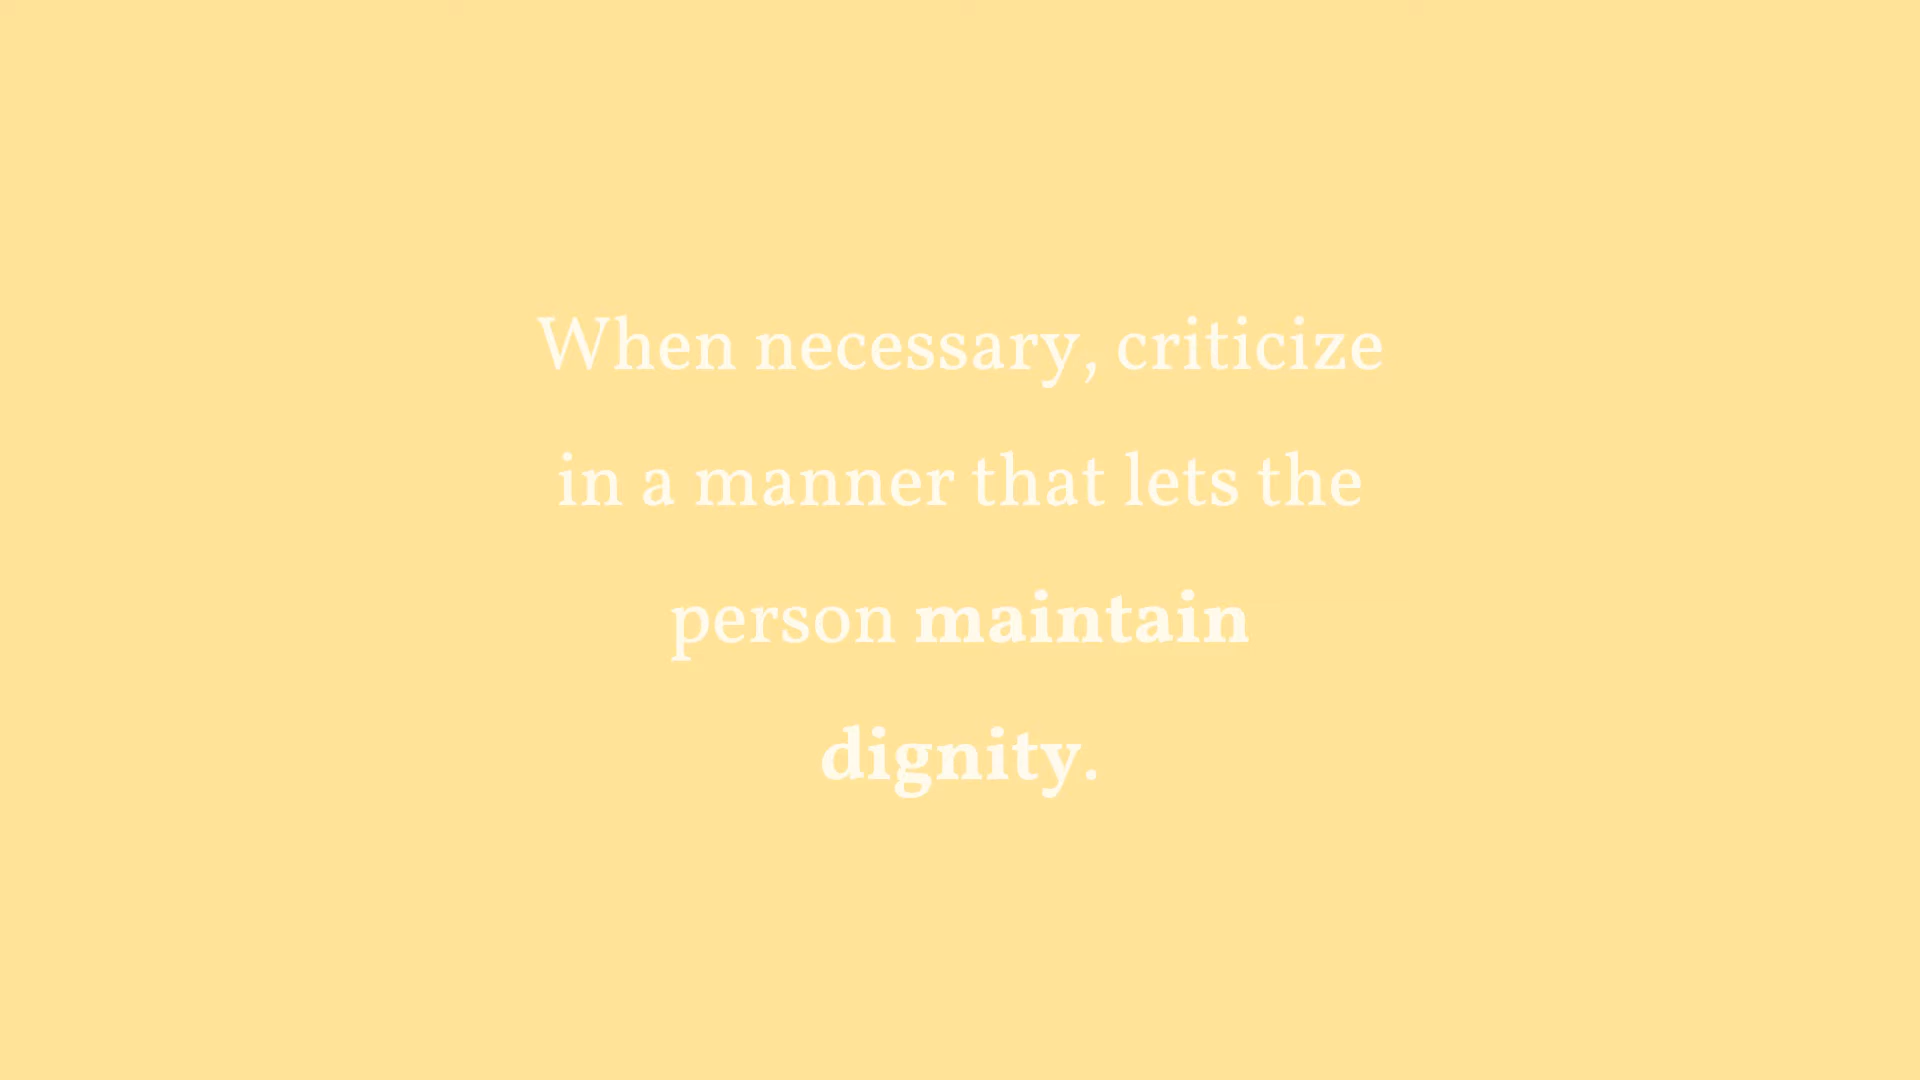 When necessary, criticize
in a manner that lets the
person maintain
dignity.